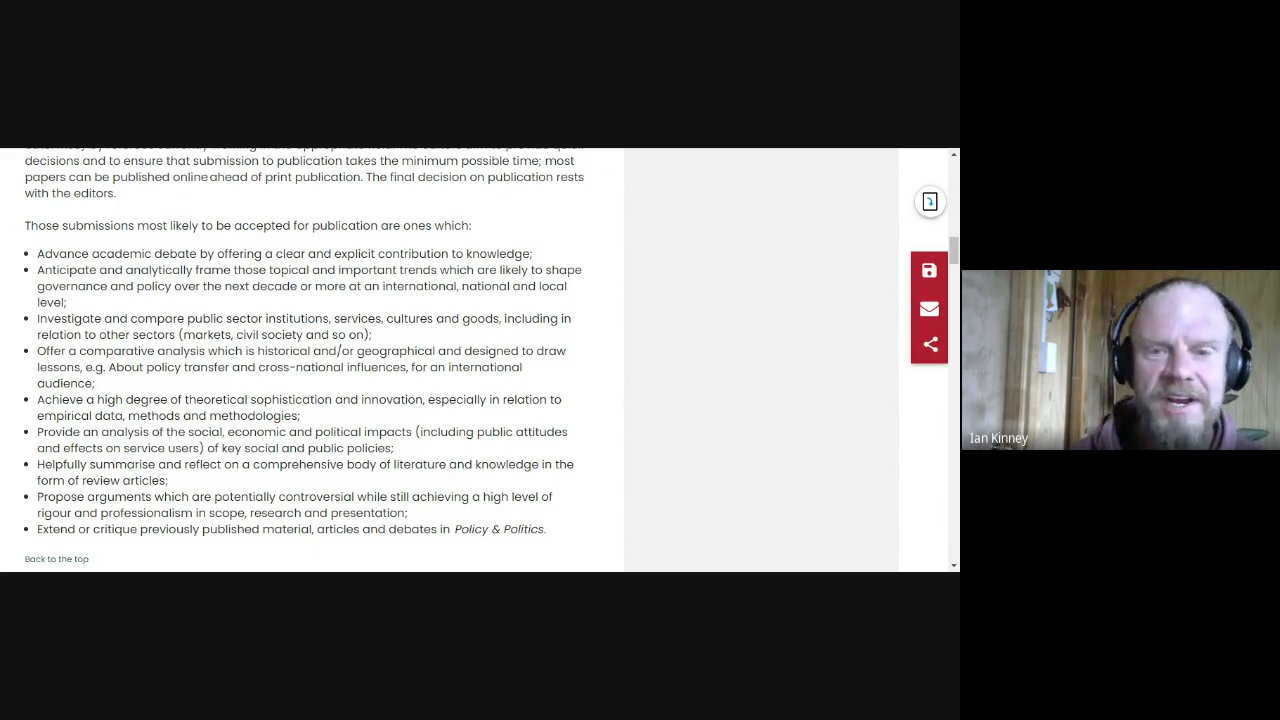 decisions and to ensure that submission to publication takes the minimum possible time; most
papers can be published online ahead of print publication. The final decision on publication rests
with the editors.
Those submissions most likely to be accepted for publication are ones which:
Advance academic debate by offering a clear and explicit contribution to knowledge;
Anticipate and analytically frame those topical and important trends which are likely to shape
governance and policy over the next decade or more at an international, national and local
level;
Investigate and compare public sector institutions, services, cultures and goods, including in
relation to other sectors (markets, civil society and so on);
Offer a comparative analysis which is historical and/or geographical and designed to draw
lessons, e.g. About policy transfer and cross-national influences, for an international
audience;
Achieve a high degree of theoretical sophistication and innovation, especially in relation to
empirical data, methods and methodologies;
Provide an analysis of the social, economic and political impacts (including public attitudes
and effects on service users) of key social and public policies;
Helpfully summarise and reflect on a comprehensive body of literature and knowledge in the
form of review articles;
Propose arguments which are potentially controversial while still achieving a high level of
rigour and professionalism in scope, research and presentation;
Extend or critique previously published material, articles and debates in Policy & Politics.
Back to the top
Ian Kinney